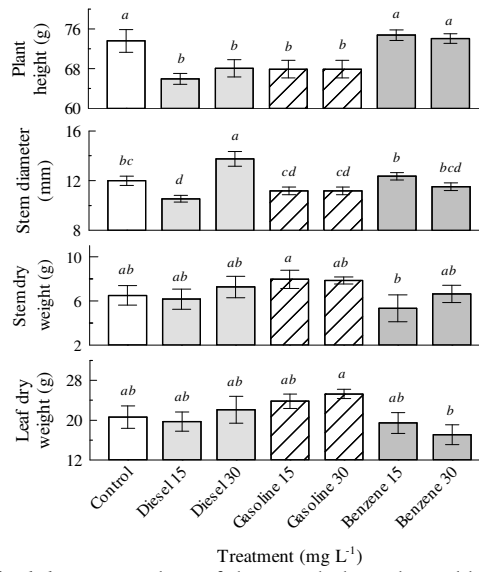 Plant
height (g)
76
68
60
a
b
b
b
b
a
a
Stem diameter
(mm)
16
12
8
bc
d
a
cd
cd
b
bcd
Stem dry
weight (g)
10
6
2
ab
ab
ab
a
ab
b
ab
Leaf dry
weight (g)
28
20
12
ab
ab
ab
ab
a
ab
b
Control
Diesel 15
Diesel 30
Gasoline 15
Gasoline 30
Benzene 15
Benzene 30
Treatment (mg L⁻¹)